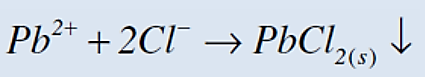 Pb²⁺ + 2Cl⁻ → PbCl₂₍ₛ₎ ↓